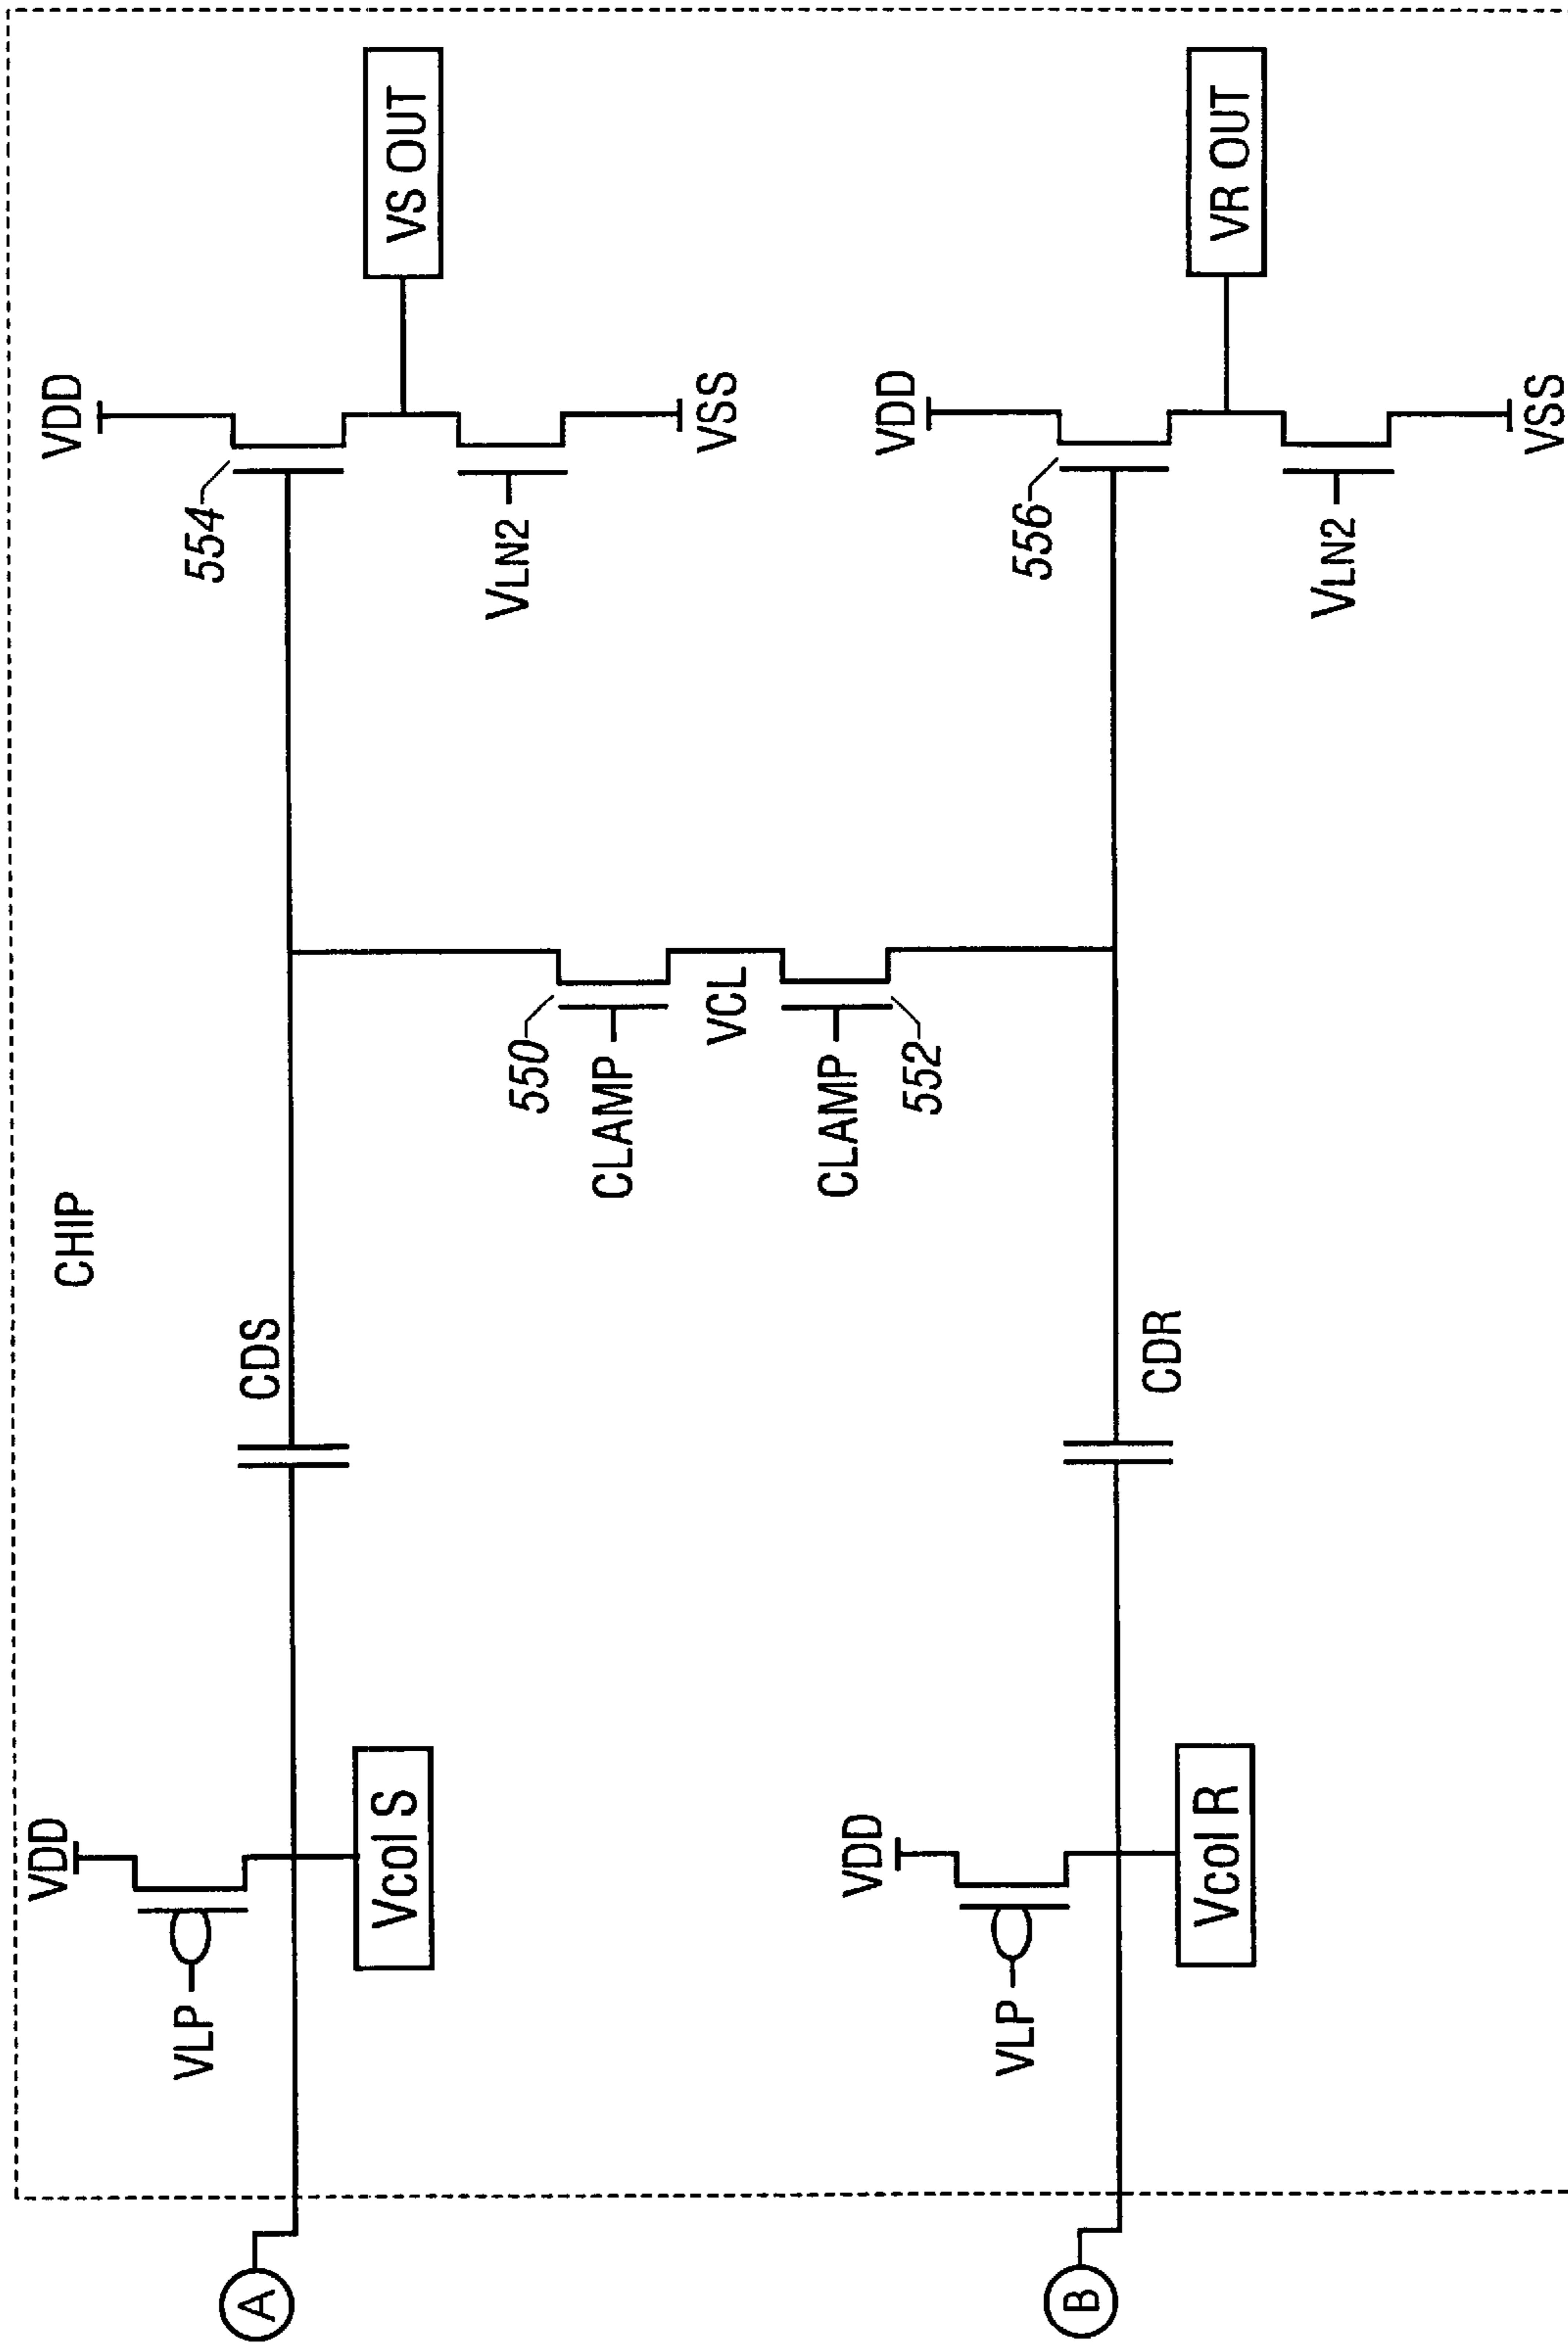 VDD
CHIP
VDD
VLP
554
A
CDS
Vcol S
VS OUT
VLN2
550
CLAMP
VSS
VCL
CLAMP
VDD
VDD
552
VLP
556
B
CDR
Vcol R
VR OUT
VLN2
VSS